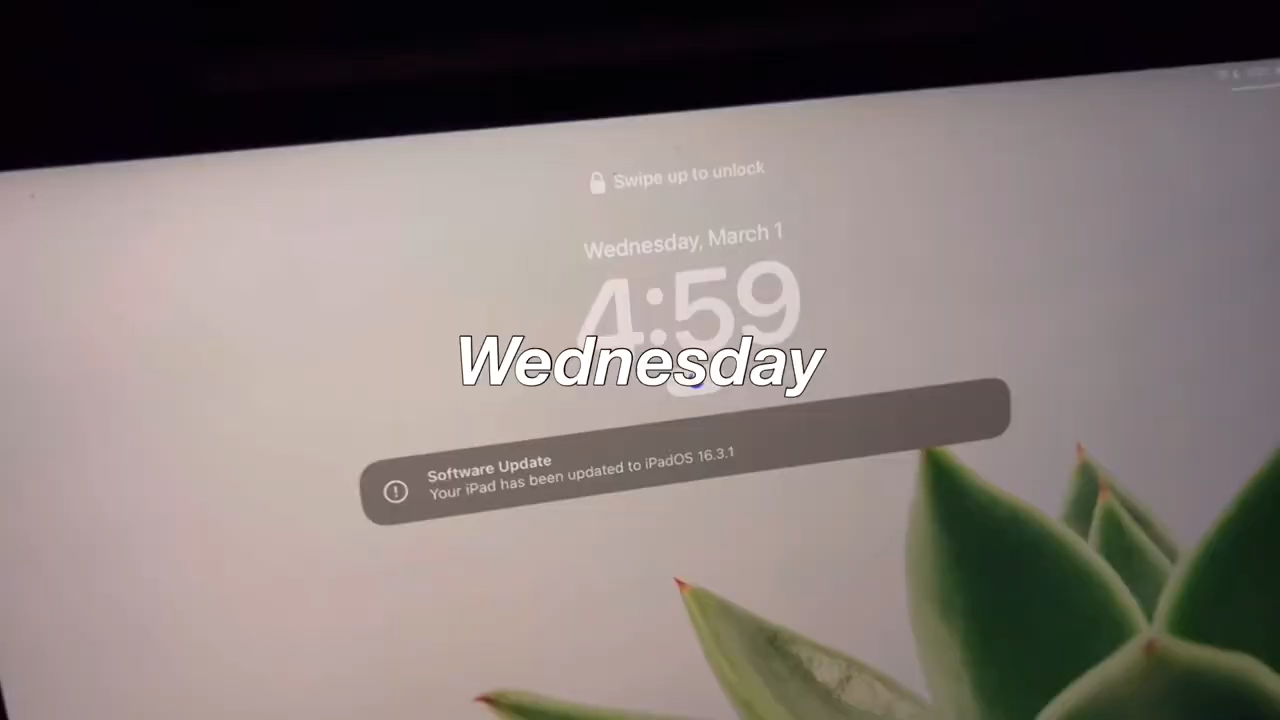 Swipe up to unlock
Wednesday, March 1
4:59
Wednesday
Software Update
Your iPad has been updated to iPadOS 16.3.1